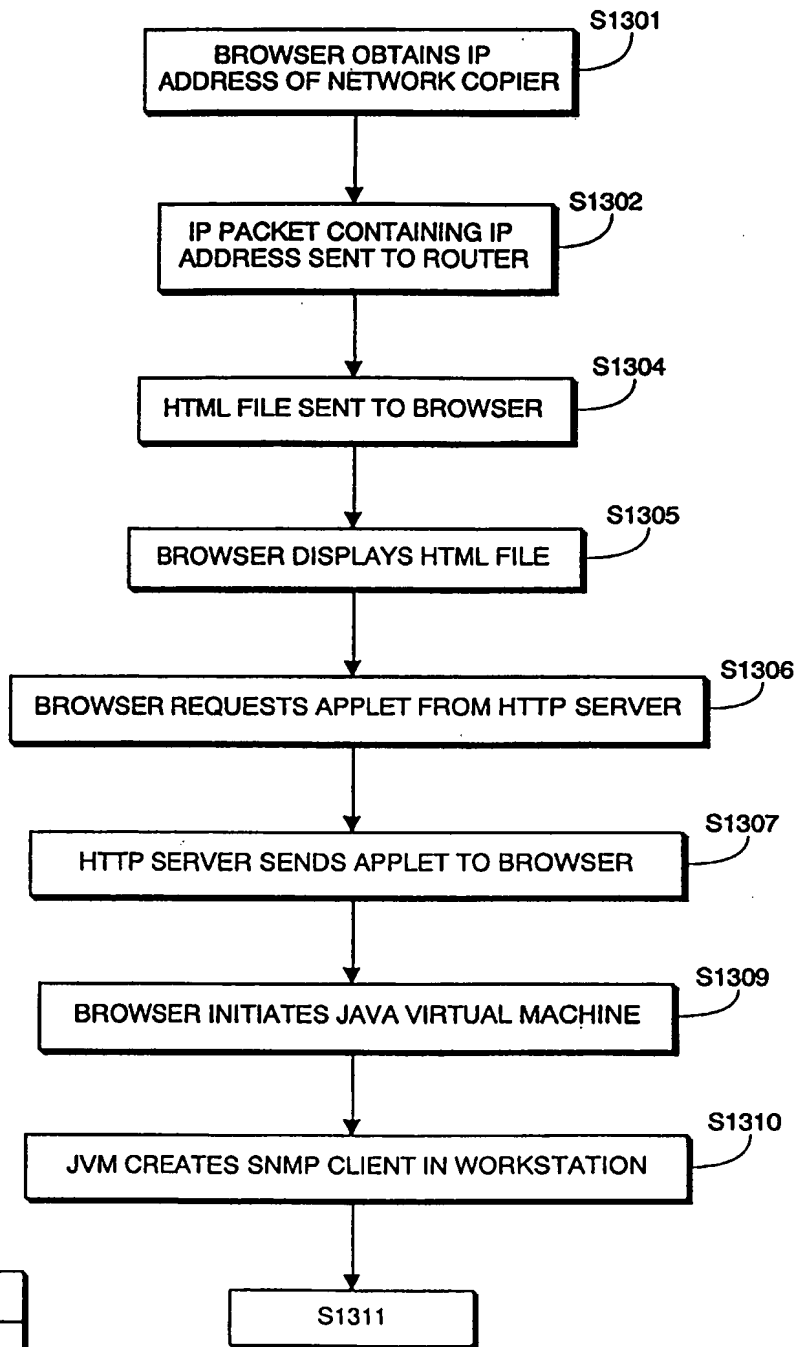 S1301
BROWSER OBTAINS IP
ADDRESS OF NETWORK COPIER
S1302
IP PACKET CONTAINING IP
ADDRESS SENT TO ROUTER
S1304
HTML FILE SENT TO BROWSER
S1305
BROWSER DISPLAYS HTML FILE
S1306
BROWSER REQUESTS APPLET FROM HTTP SERVER
S1307
HTTP SERVER SENDS APPLET TO BROWSER
S1309
BROWSER INITIATES JAVA VIRTUAL MACHINE
S1310
JVM CREATES SNMP CLIENT IN WORKSTATION
S1311